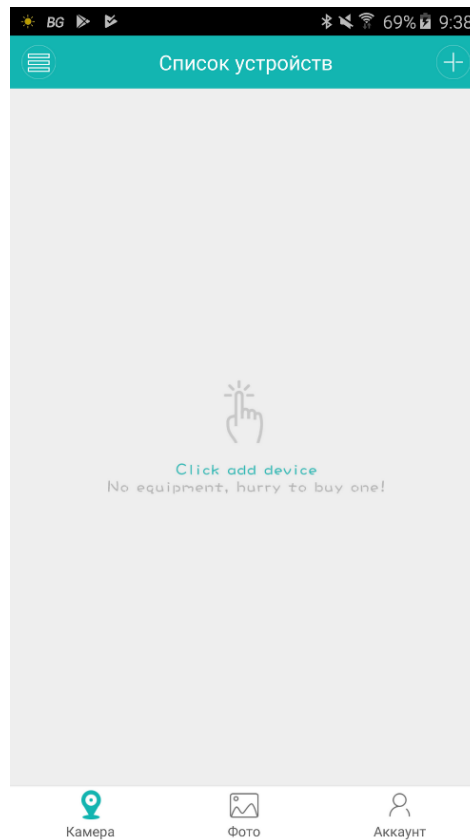 BG 69% 9:38
Список устройств
Click add device
No equipment, hurry to buy one!
Камера Фото Аккаунт